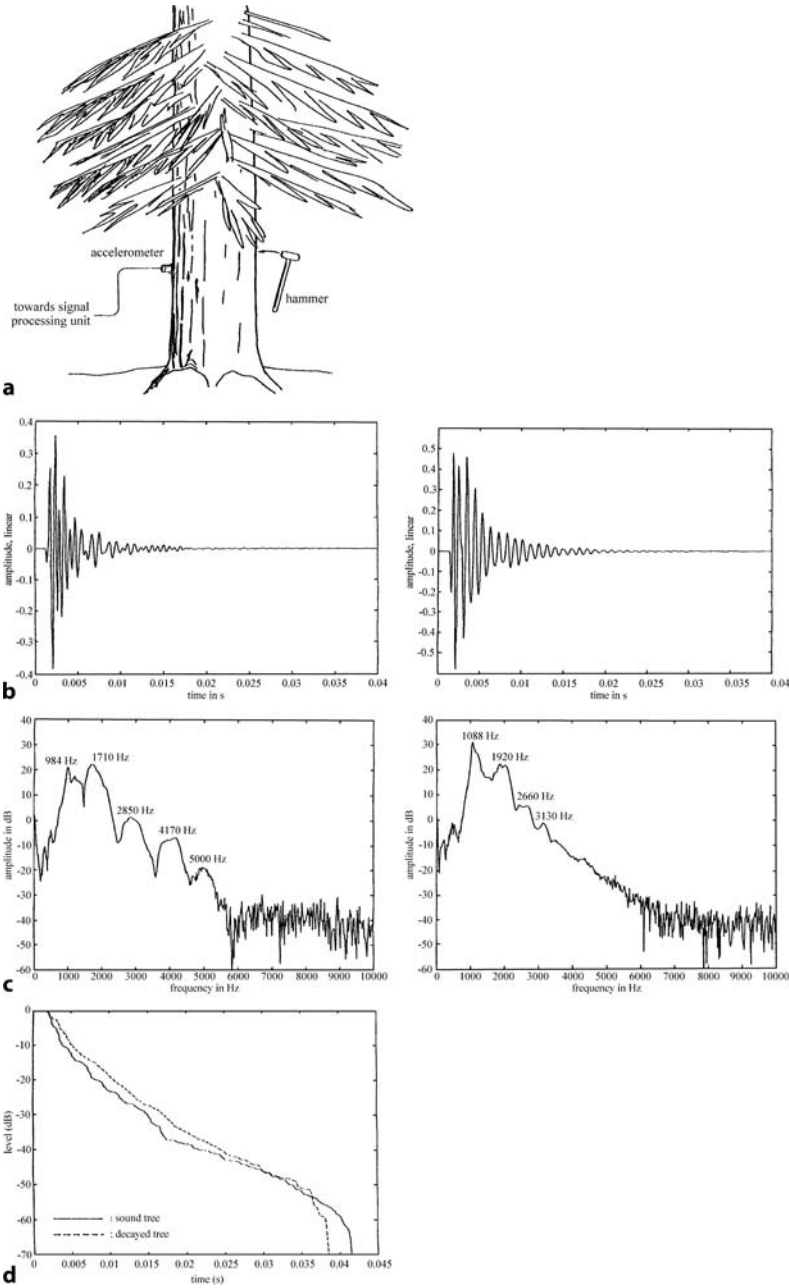 accelerometer
towards signal
processing unit
hammer
a
0.4
0.3
0.2
0.1
0
-0.1
-0.2
-0.3
-0.4
amplitude, linear
0 0.005 0.01 0.015 0.02 0.025 0.03 0.035 0.04
time in s
0.5
0.4
0.3
0.2
0.1
0
-0.1
-0.2
-0.3
-0.4
-0.5
amplitude, linear
0 0.005 0.01 0.015 0.02 0.025 0.03 0.035 0.04
time in s
b
40
30
20
10
0
-10
-20
-30
-40
-50
-60
amplitude in dB
984 Hz
1710 Hz
2850 Hz
4170 Hz
5000 Hz
0 1000 2000 3000 4000 5000 6000 7000 8000 9000 10000
frequency in Hz
40
30
20
10
0
-10
-20
-30
-40
-50
-60
amplitude in dB
1088 Hz
1920 Hz
2660 Hz
3130 Hz
0 1000 2000 3000 4000 5000 6000 7000 8000 9000 10000
frequency in Hz
c
0
-10
-20
-30
-40
-50
-60
-70
level (dB)
: sound tree
: decayed tree
0 0.005 0.01 0.015 0.02 0.025 0.03 0.035 0.04 0.045
time (s)
d